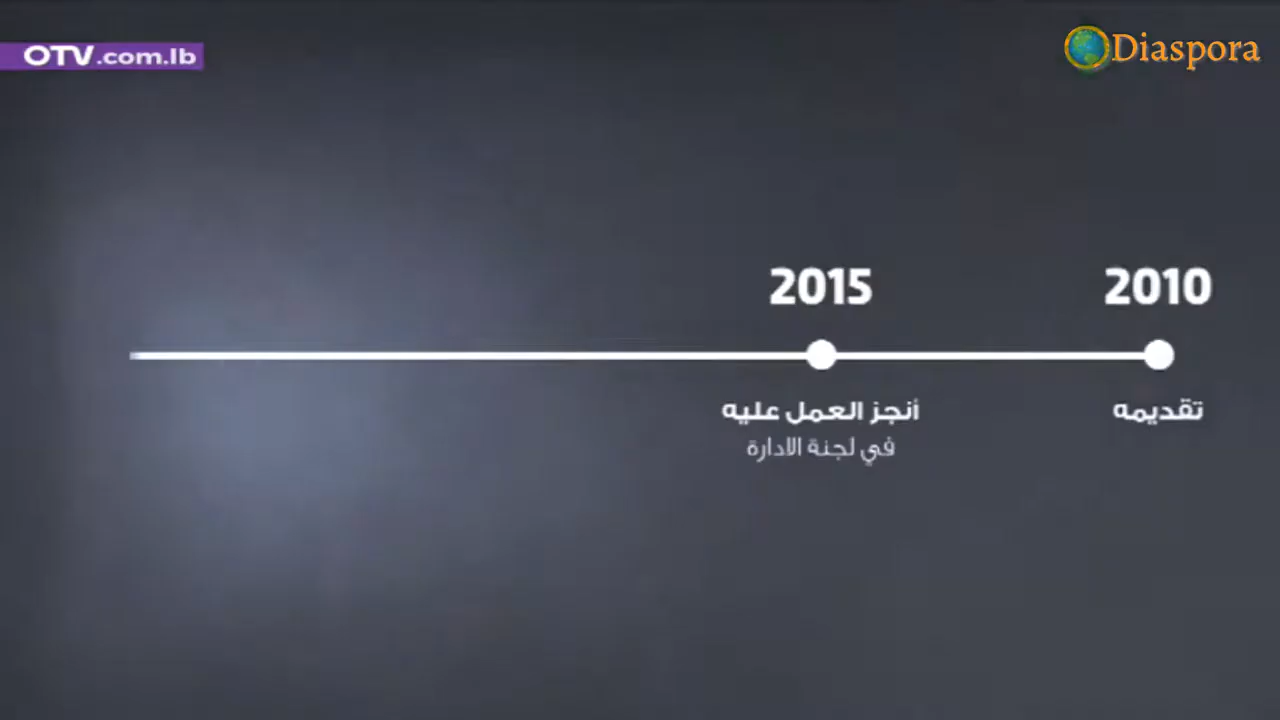 OTV.com.lb
Diaspora
2010
تقديمه
2015
أنجز العمل عليه
في لجنة الادارة